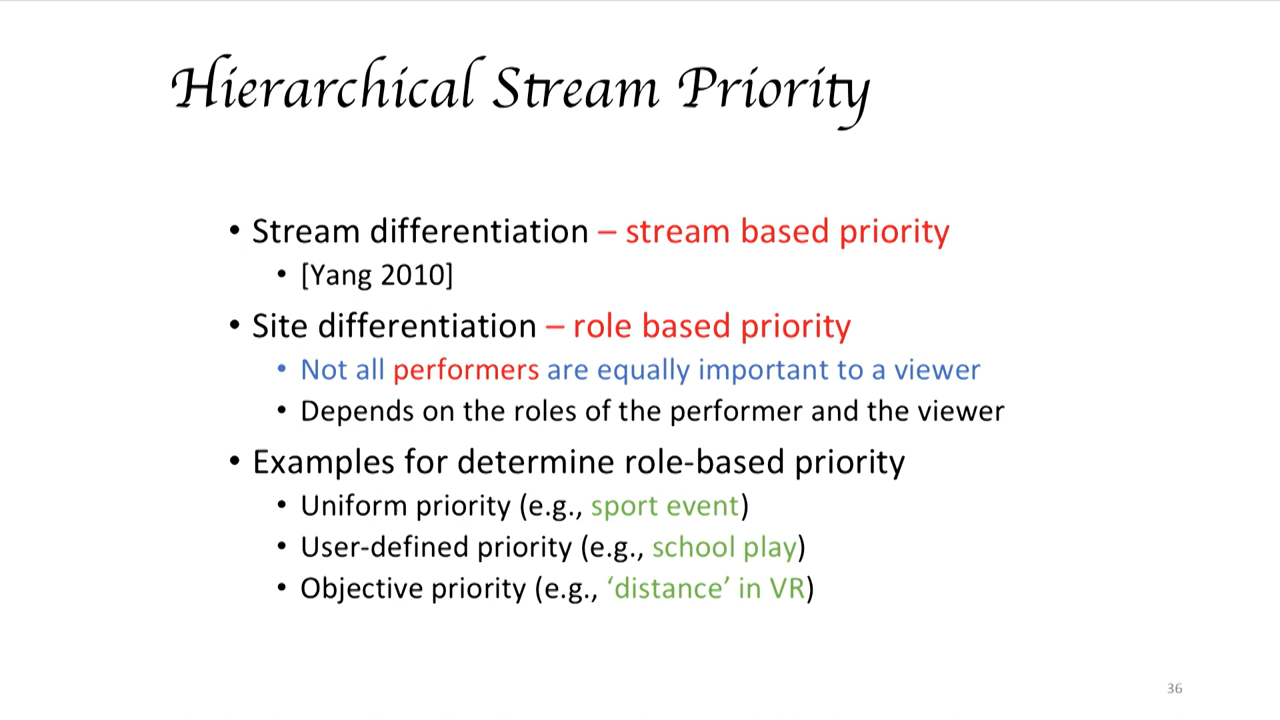 Hierarchical Stream Priority
• Stream differentiation – stream based priority
• [Yang 2010]
• Site differentiation – role based priority
• Not all performers are equally important to a viewer
• Depends on the roles of the performer and the viewer
• Examples for determine role-based priority
• Uniform priority (e.g., sport event)
• User-defined priority (e.g., school play)
• Objective priority (e.g., ‘distance’ in VR)
36